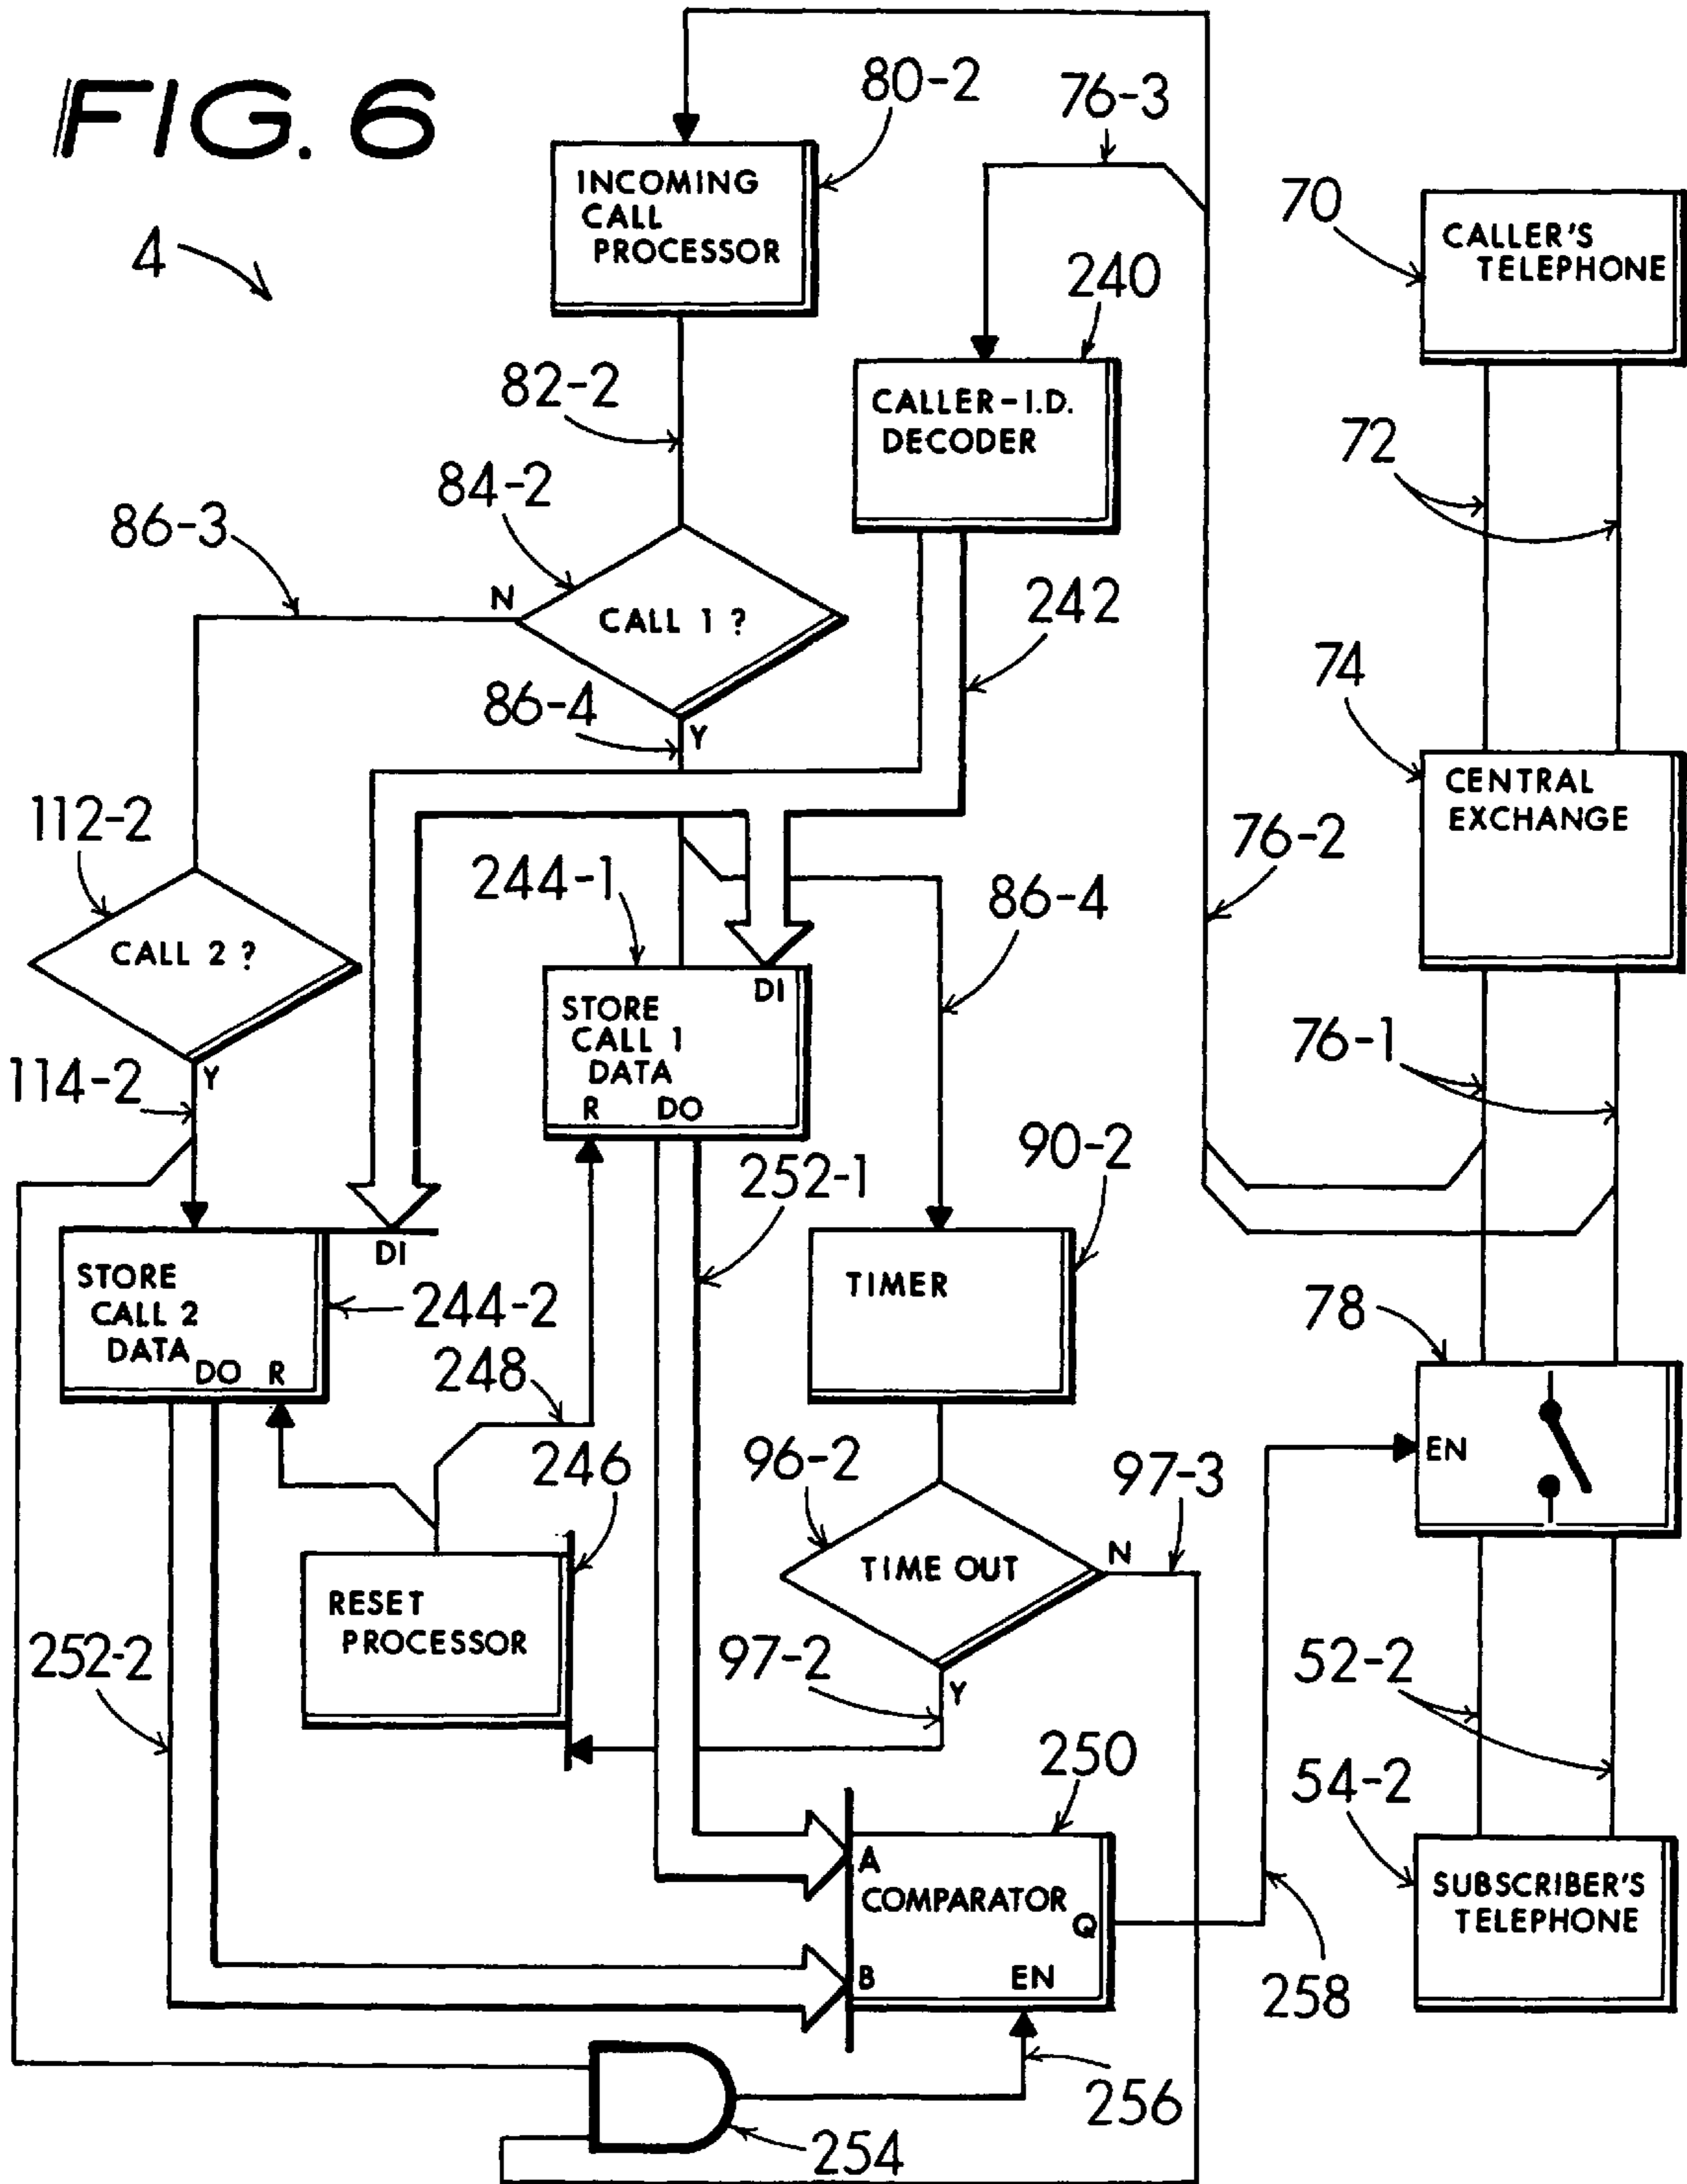 FIG. 6
4
80-2
INCOMING
CALL
PROCESSOR
76-3
70
CALLER'S
TELEPHONE
240
82-2
CALLER-I.D.
DECODER
72
84-2
86-3
N
CALL 1 ?
242
86-4
Y
74
CENTRAL
EXCHANGE
112-2
76-2
244-1
86-4
CALL 2 ?
DI
STORE
CALL 1
DATA
R DO
76-1
114-2
Y
90-2
252-1
DI
STORE
CALL 2
DATA
DO R
244-2
TIMER
78
248
EN
246
96-2
97-3
N
TIME OUT
RESET
PROCESSOR
252-2
97-2
Y
52-2
250
54-2
A
COMPARATOR
Q
B
EN
SUBSCRIBER'S
TELEPHONE
258
256
254